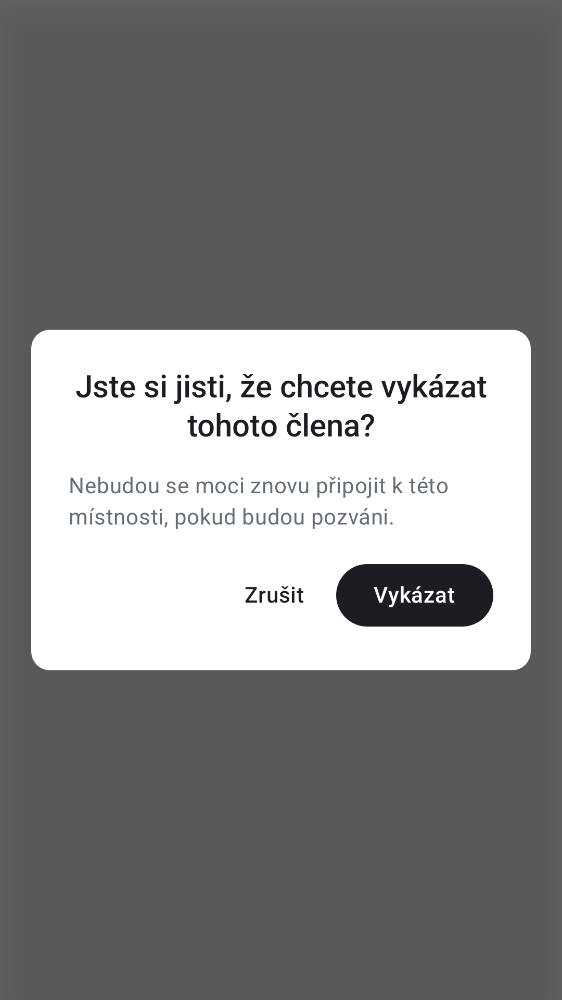 Jste si jisti, že chcete vykázat
tohoto člena?
Nebudou se moci znovu připojit k této
místnosti, pokud budou pozváni.
Zrušit
Vykázat